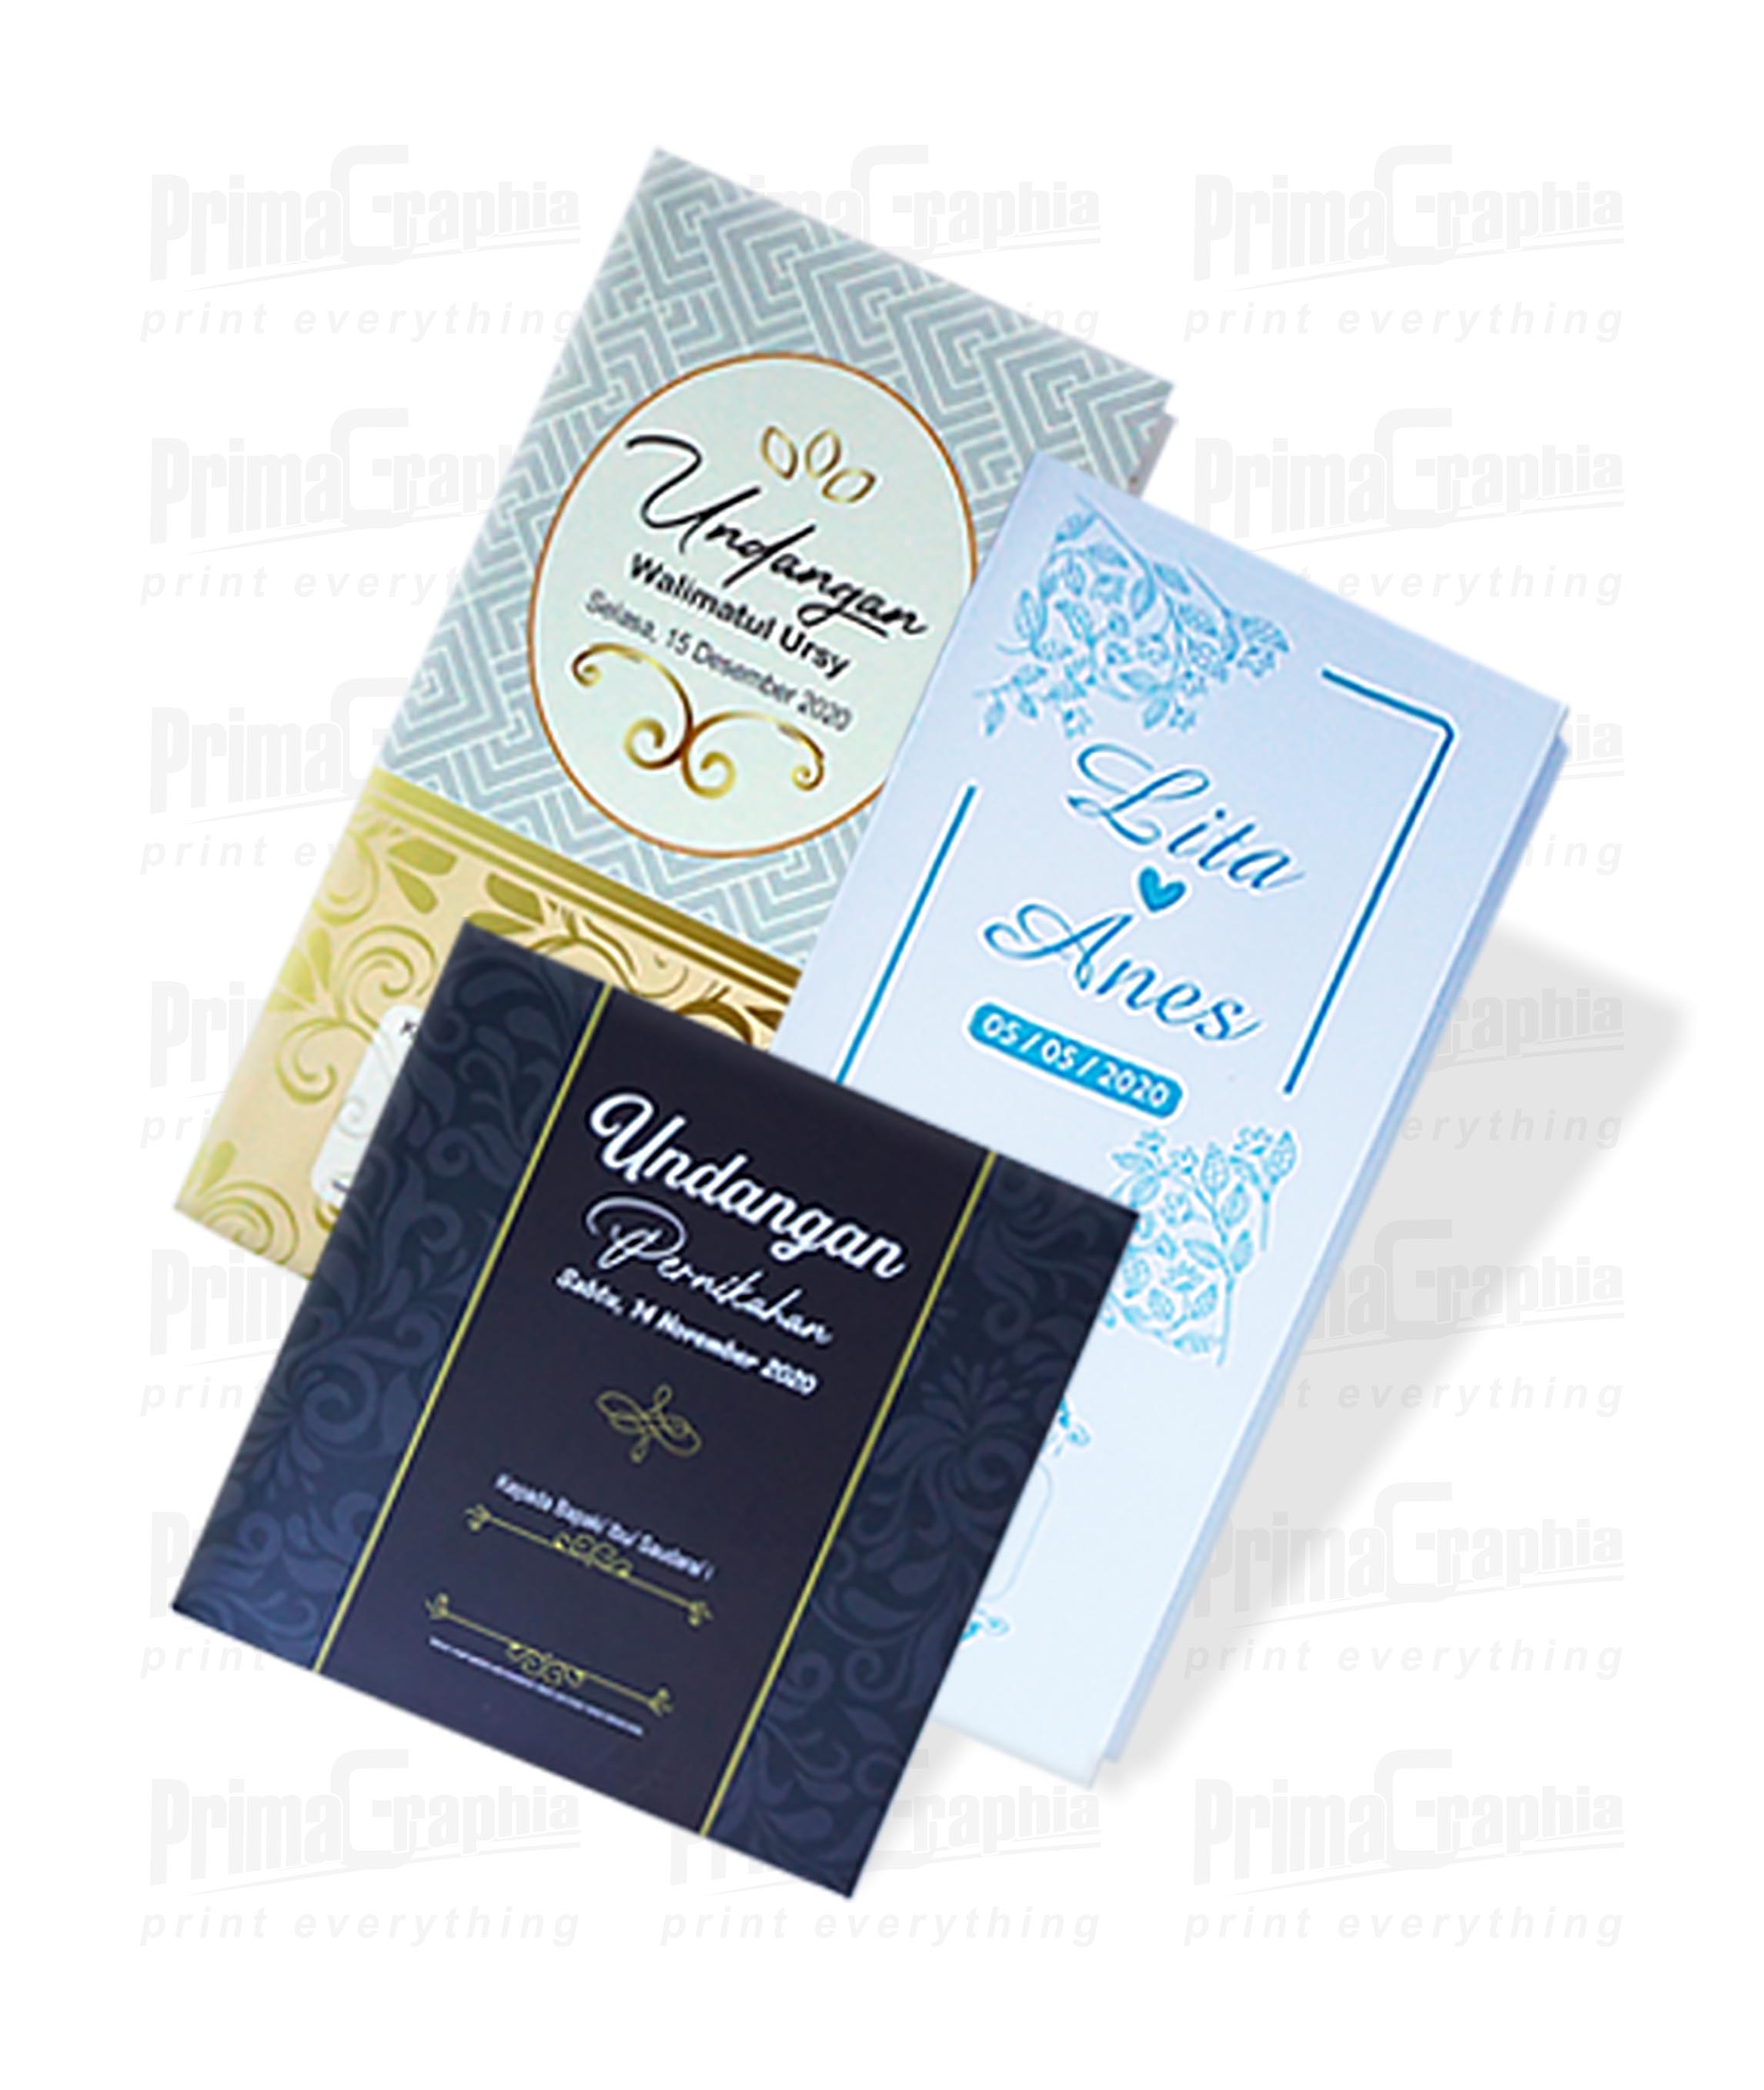 Undangan
Walimatul Ursy
Selasa, 15 Desember 2020
Lita
Anes
05 / 05 / 2020
Undangan
Pernikahan
Sabtu, 14 November 2020
Kepada Bapak/ Ibu/ Saudara/ i
PrimaGraphia
print everything